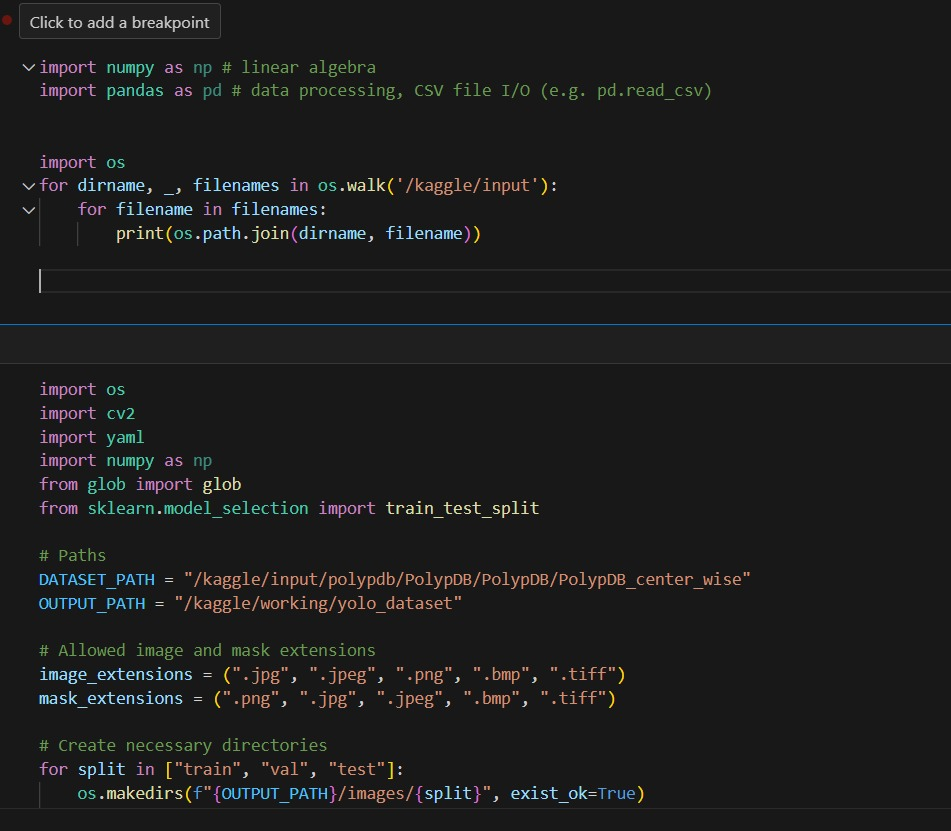 Click to add a breakpoint
import numpy as np # linear algebra
import pandas as pd # data processing, CSV file I/O (e.g. pd.read_csv)
import os
for dirname, _, filenames in os.walk('/kaggle/input'):
    for filename in filenames:
        print(os.path.join(dirname, filename))
import os
import cv2
import yaml
import numpy as np
from glob import glob
from sklearn.model_selection import train_test_split
# Paths
DATASET_PATH = "/kaggle/input/polypdb/PolypDB/PolypDB/PolypDB_center_wise"
OUTPUT_PATH = "/kaggle/working/yolo_dataset"
# Allowed image and mask extensions
image_extensions = (".jpg", ".jpeg", ".png", ".bmp", ".tiff")
mask_extensions = (".png", ".jpg", ".jpeg", ".bmp", ".tiff")
# Create necessary directories
for split in ["train", "val", "test"]:
    os.makedirs(f"{OUTPUT_PATH}/images/{split}", exist_ok=True)